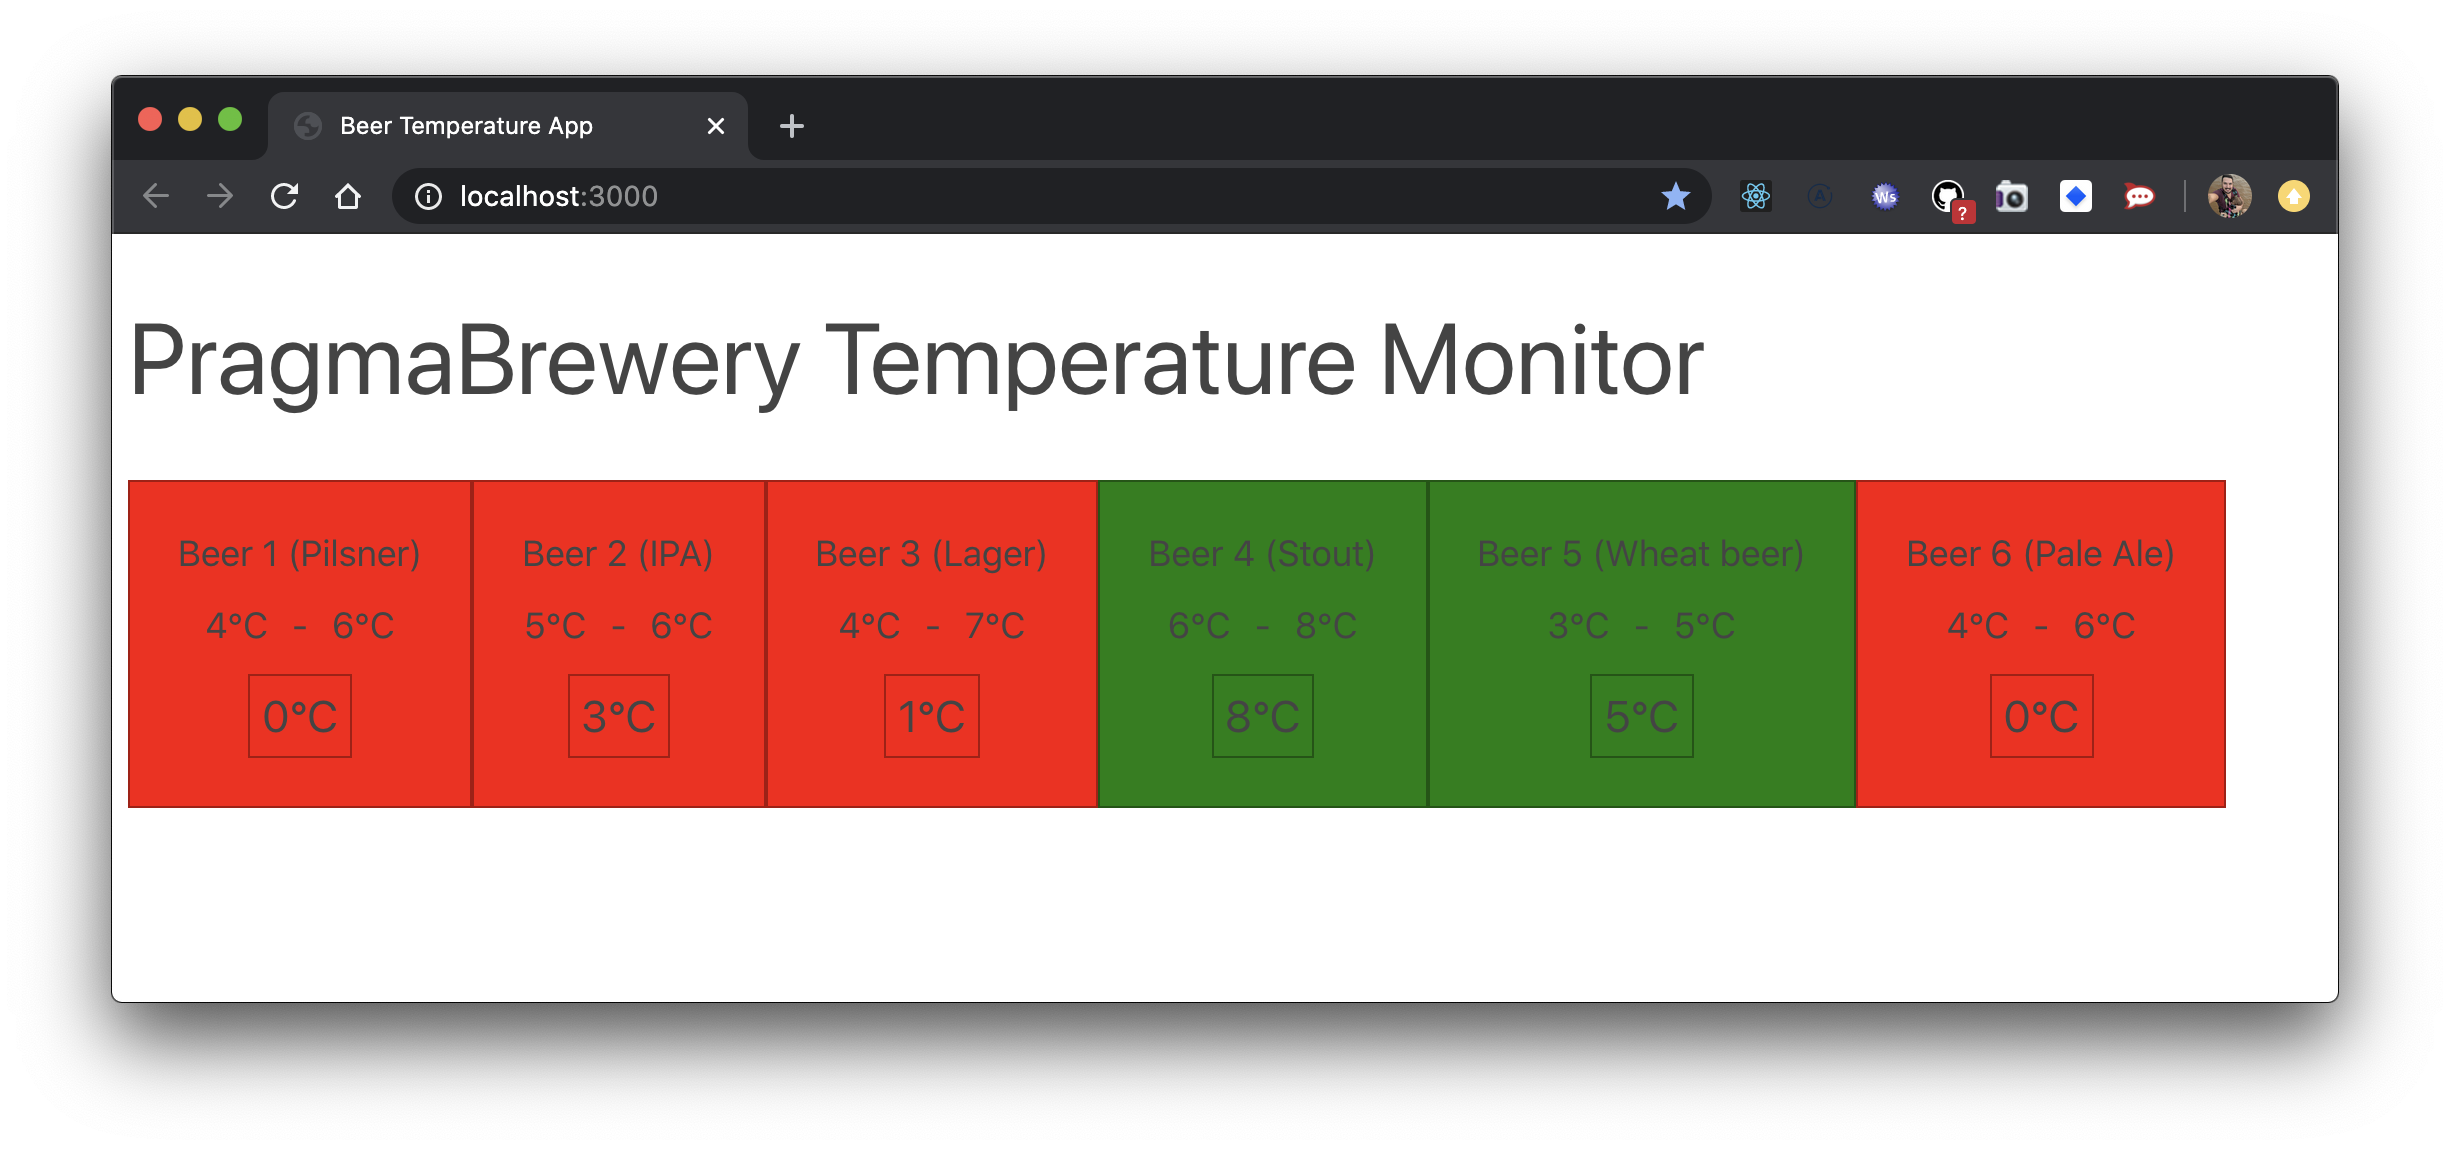 Beer Temperature App
localhost:3000
A
Ws
?
PragmaBrewery Temperature Monitor
Beer 1 (Pilsner)
4°C - 6°C
0°C
Beer 2 (IPA)
5°C - 6°C
3°C
Beer 3 (Lager)
4°C - 7°C
1°C
Beer 4 (Stout)
6°C - 8°C
8°C
Beer 5 (Wheat beer)
3°C - 5°C
5°C
Beer 6 (Pale Ale)
4°C - 6°C
0°C